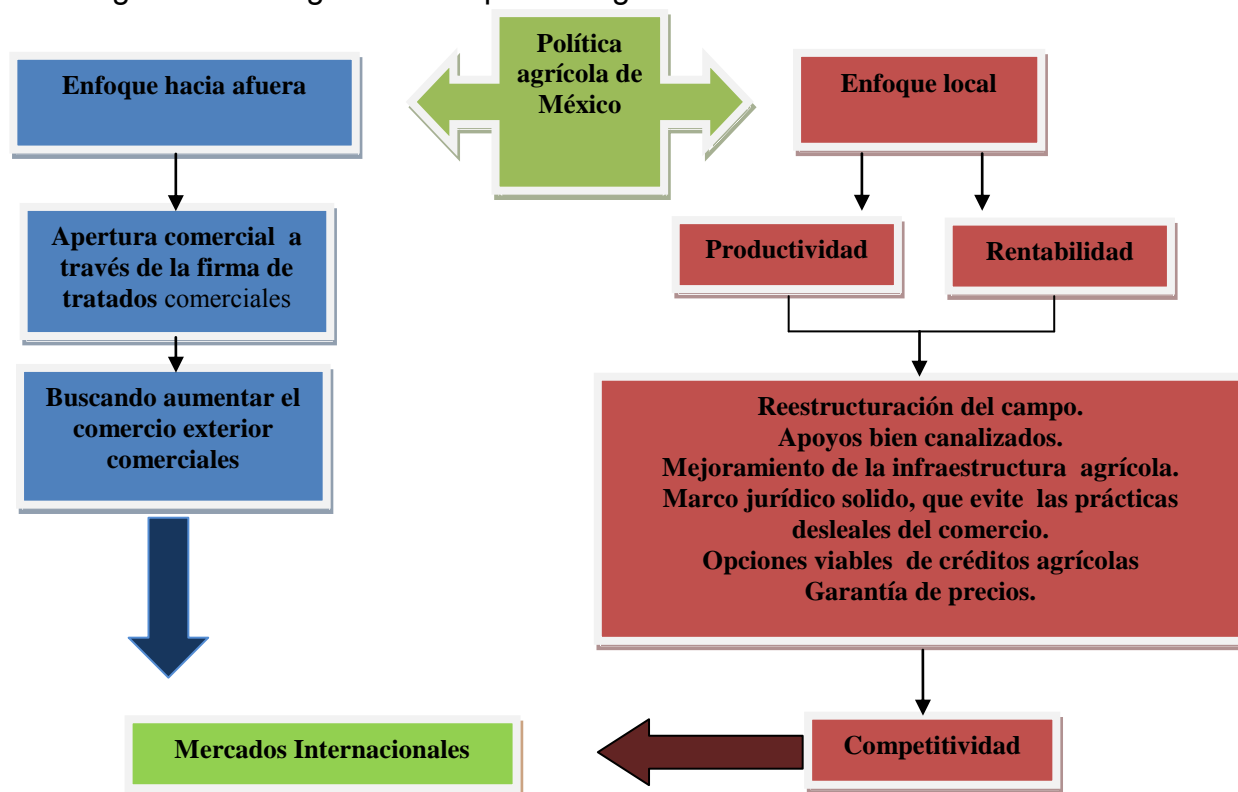 Política
agrícola de
México
Enfoque hacia afuera
Enfoque local
Apertura comercial a
través de la firma de
tratados comerciales
Productividad
Rentabilidad
Buscando aumentar el
comercio exterior
comerciales
Reestructuración del campo.
Apoyos bien canalizados.
Mejoramiento de la infraestructura agrícola.
Marco jurídico solido, que evite las prácticas
desleales del comercio.
Opciones viables de créditos agrícolas
Garantía de precios.
Mercados Internacionales
Competitividad